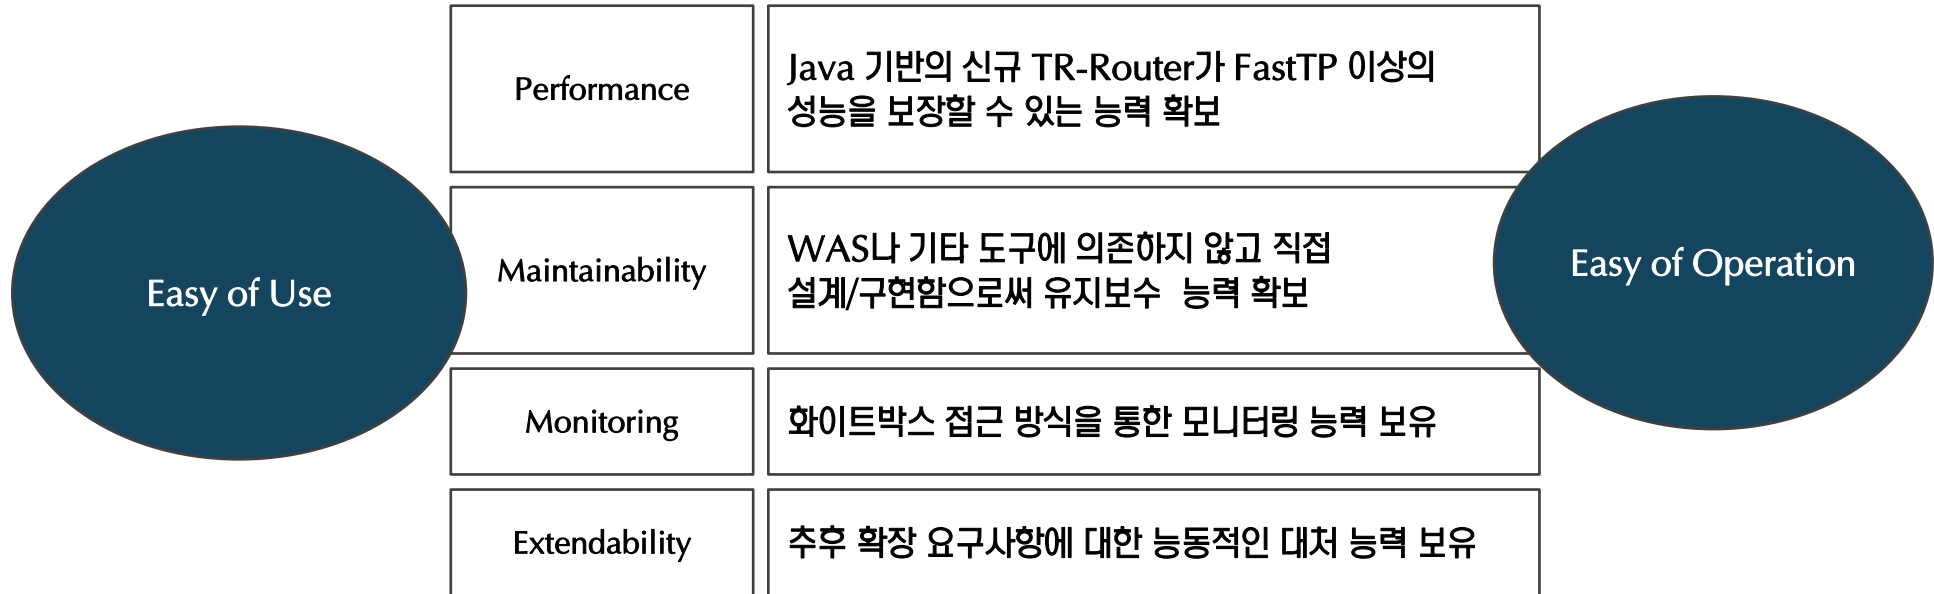 Easy of Use
Performance
Java 기반의 신규 TR-Router가 FastTP 이상의
성능을 보장할 수 있는 능력 확보
Maintainability
WAS나 기타 도구에 의존하지 않고 직접
설계/구현함으로써 유지보수  능력 확보
Monitoring
화이트박스 접근 방식을 통한 모니터링 능력 보유
Extendability
추후 확장 요구사항에 대한 능동적인 대처 능력 보유
Easy of Operation